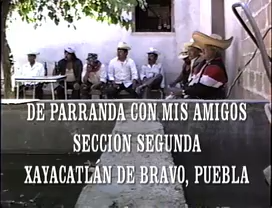 DE PARRANDA CON MIS AMIGOS
SECCION SEGUNDA
XAYACATLÁN DE BRAVO, PUEBLA